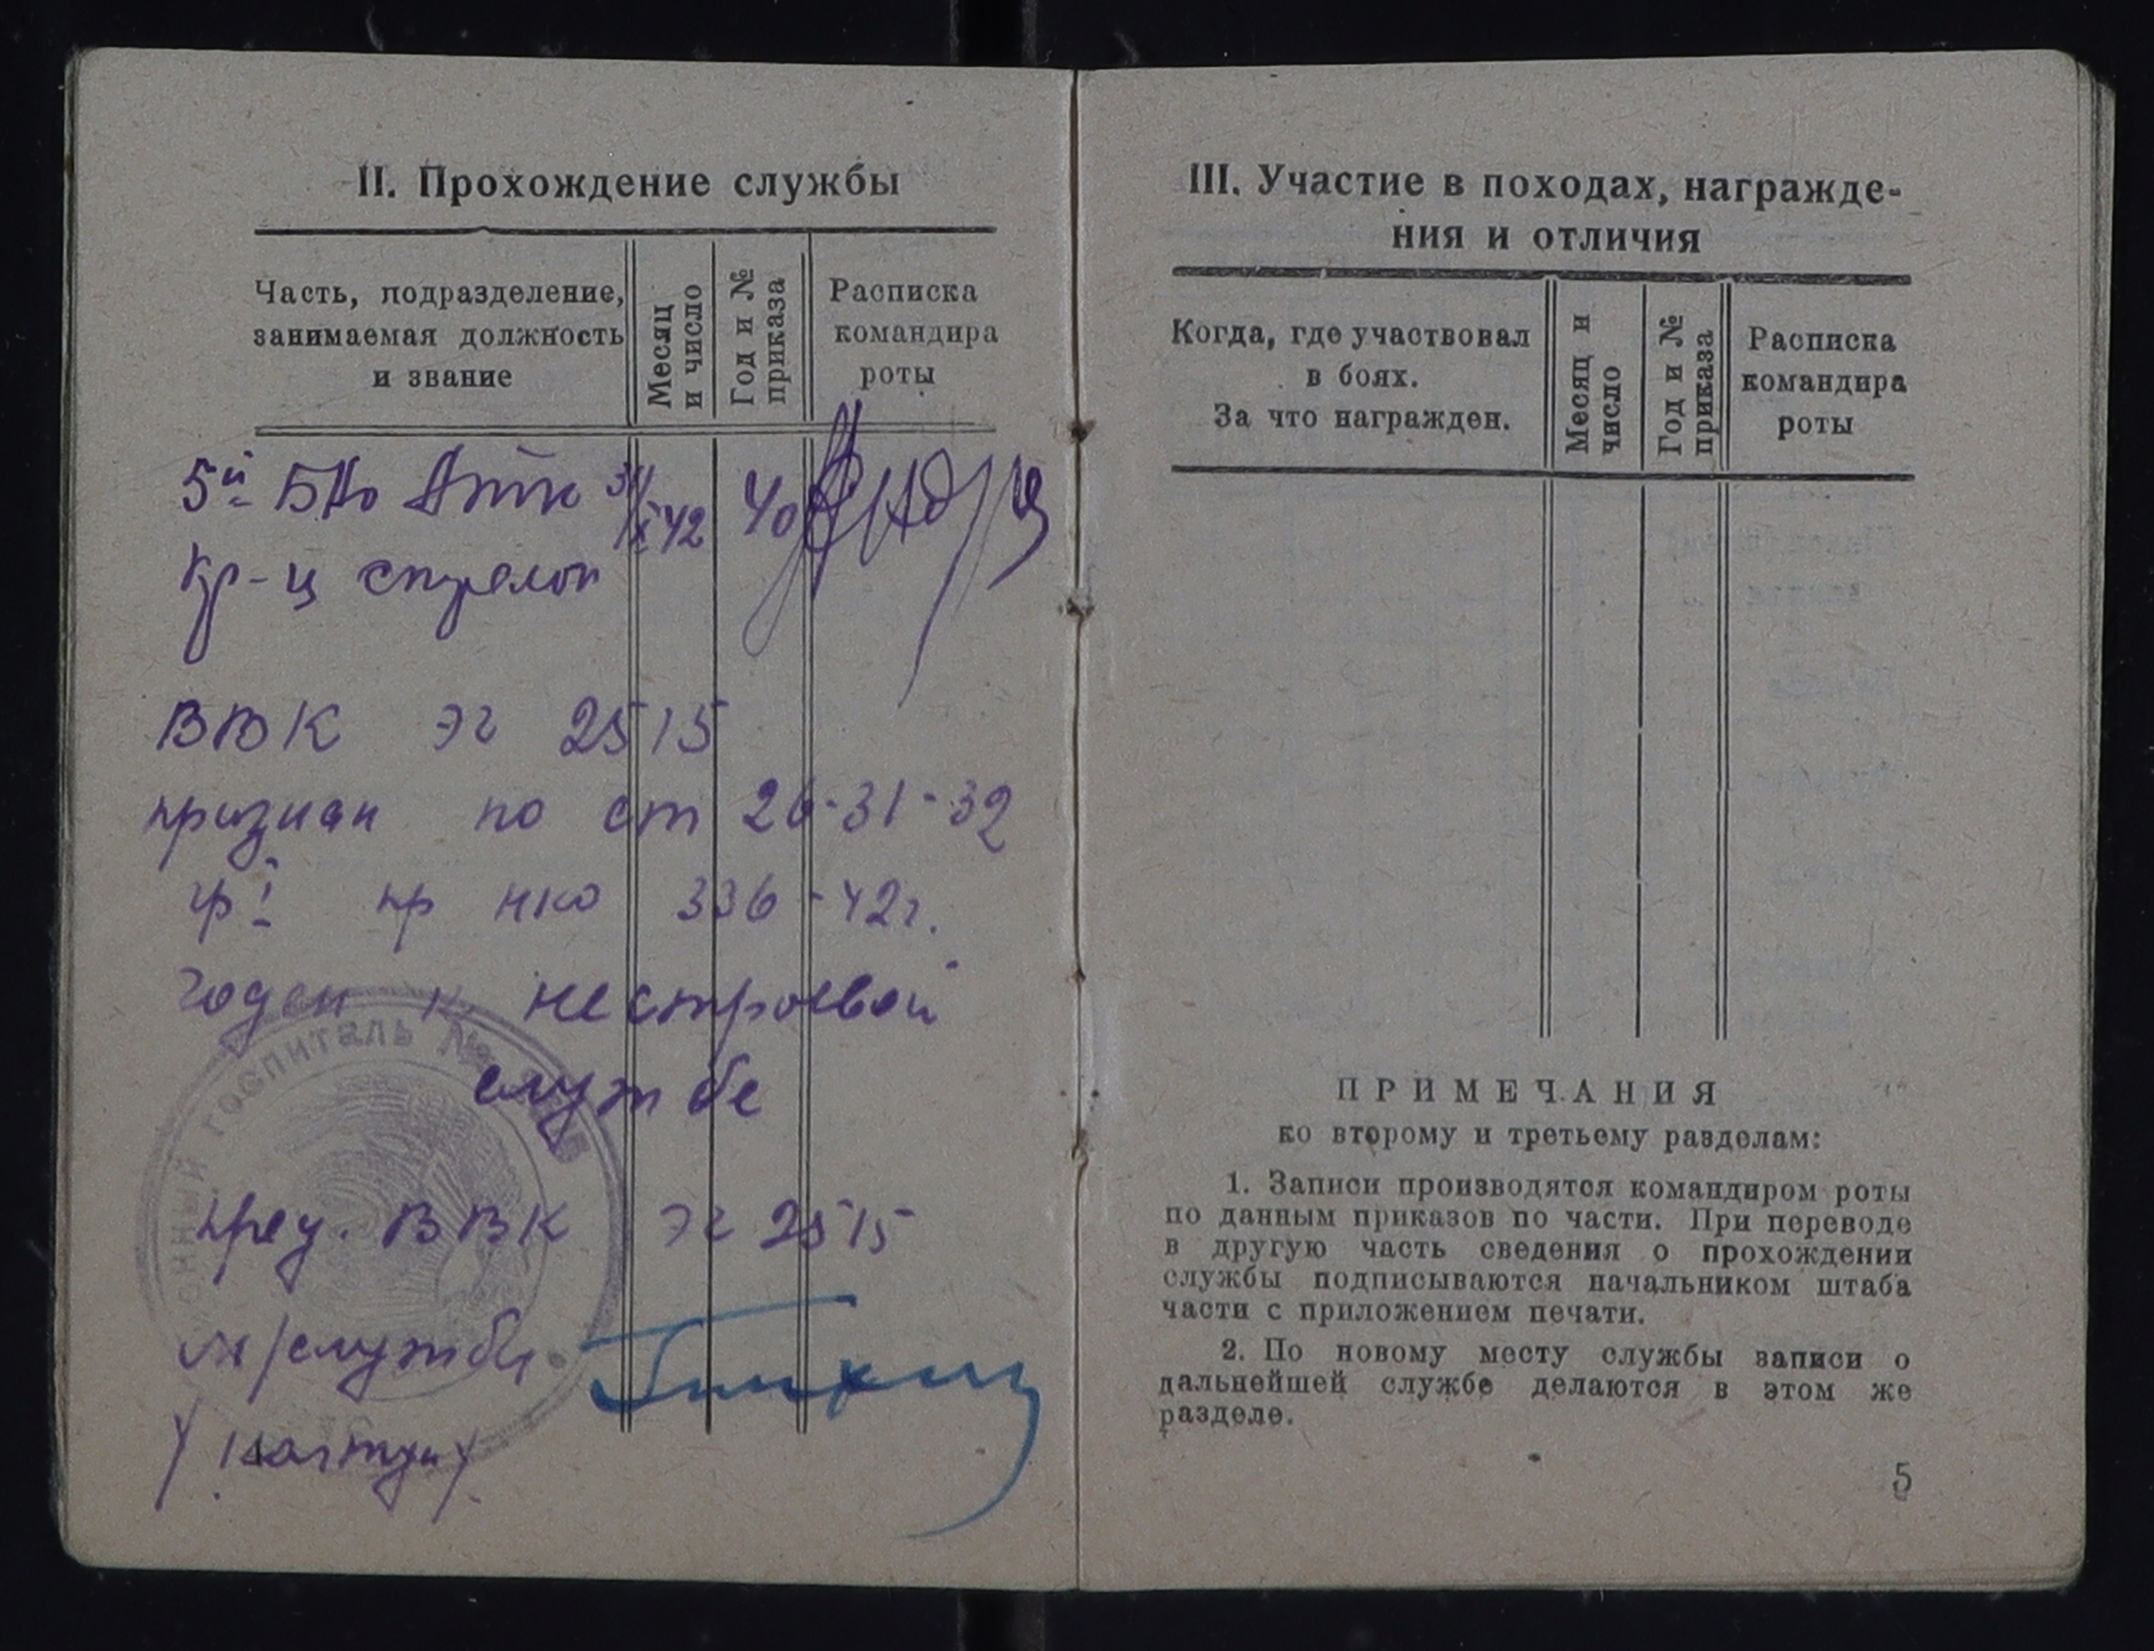 II. Прохождение службы
Часть, подразделение,
занимаемая должность
и звание
Месяц
и число
Год и №
приказа
Расписка
командира
роты
5й
Кр-ц стрелок
ВВК ЭГ 2515
признан по ст 26-31-32
гр I пр НКО 336-42г.
годен к нестроевой
службе
ГОСПИТАЛЬ №
пред. ВВК ЭГ 2515
м/службы
III. Участие в походах, награжде-
ния и отличия
Когда, где участвовал
в боях.
За что награжден.
Месяц и
число
Год и №
приказа
Расписка
командира
роты
ПРИМЕЧАНИЯ
ко второму и третьему разделам:
1. Записи производятся командиром роты
по данным приказов по части. При переводе
в другую часть сведения о прохождении
службы подписываются начальником штаба
части с приложением печати.
2. По новому месту службы записи о
дальнейшей службе делаются в этом же
разделе.
5